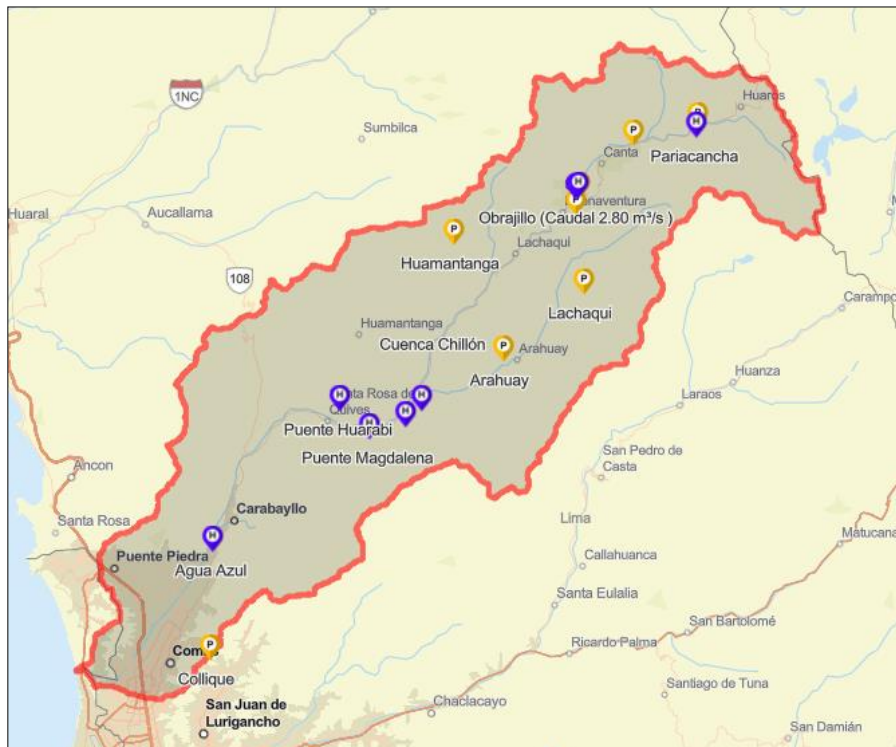 1NC
Huaros
P
P
H
Sumbilca
Pariacancha
Canta
H
Huaral
Aucallama
P
Obrajillo (Caudal 2.80 m³/s )
P
Lachaqui
Huamantanga
108
P
Lachaqui
Carampo
Huamantanga
Cuenca Chillón
P
Arahuay
Arahuay
Huanza
H
H
Laraos
H
Quives
Puente Huarabi
H
Puente Magdalena
San Pedro de
Casta
Ancon
Santa Rosa
Carabayllo
Lima
H
Matucana
Puente Piedra
Agua Azul
Callahuanca
Santa Eulalia
San Bartolomé
P
Ricardo Palma
Collique
Santiago de Tuna
San Juan de
Lurigancho
Chaclacayo
San Damián